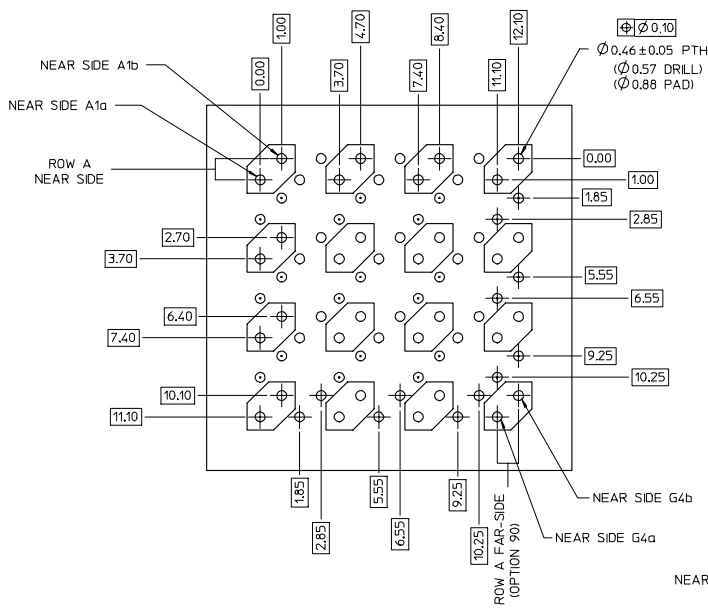 0.00
1.00
3.70
4.70
7.40
8.40
11.10
12.10
⌖ Ø 0.10
Ø 0.46±0.05 PTH
(Ø 0.57 DRILL)
(Ø 0.88 PAD)
NEAR SIDE A1b
NEAR SIDE A1a
ROW A
NEAR SIDE
0.00
1.00
1.85
2.85
2.70
3.70
5.55
6.55
6.40
7.40
9.25
10.25
10.10
11.10
1.85
2.85
5.55
6.55
9.25
10.25
ROW A FAR-SIDE
(OPTION 90)
NEAR SIDE G4b
NEAR SIDE G4a
NEAR